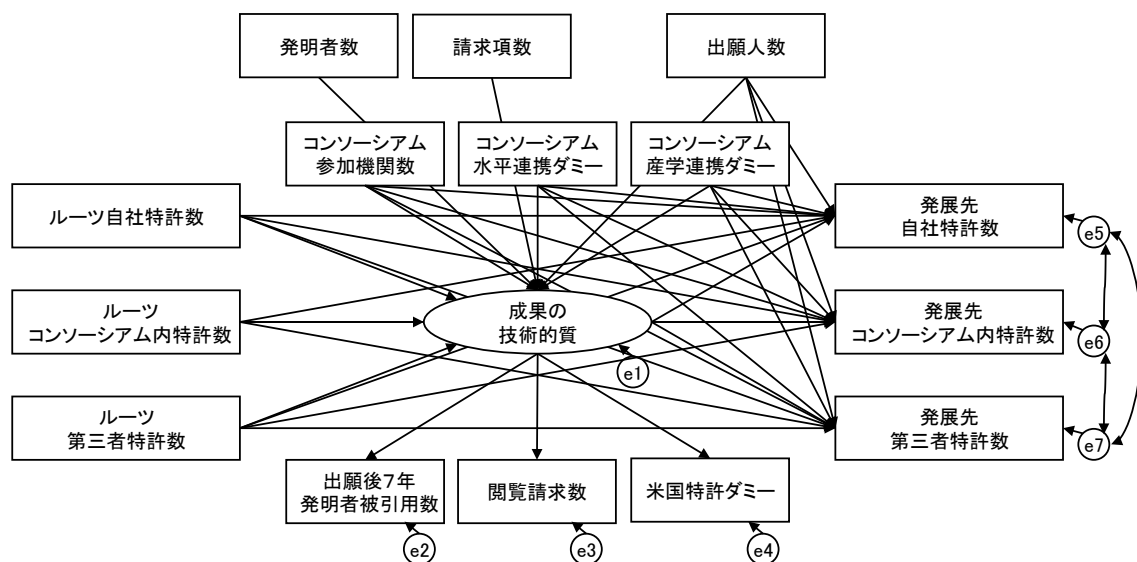 発明者数
請求項数
出願人数
コンソーシアム
参加機関数
コンソーシアム
水平連携ダミー
コンソーシアム
産学連携ダミー
ルーツ自社特許数
発展先
自社特許数
e5
ルーツ
コンソーシアム内特許数
成果の
技術的質
発展先
コンソーシアム内特許数
e6
e1
ルーツ
第三者特許数
発展先
第三者特許数
e7
出願後7年
発明者被引用数
閲覧請求数
米国特許ダミー
e2
e3
e4